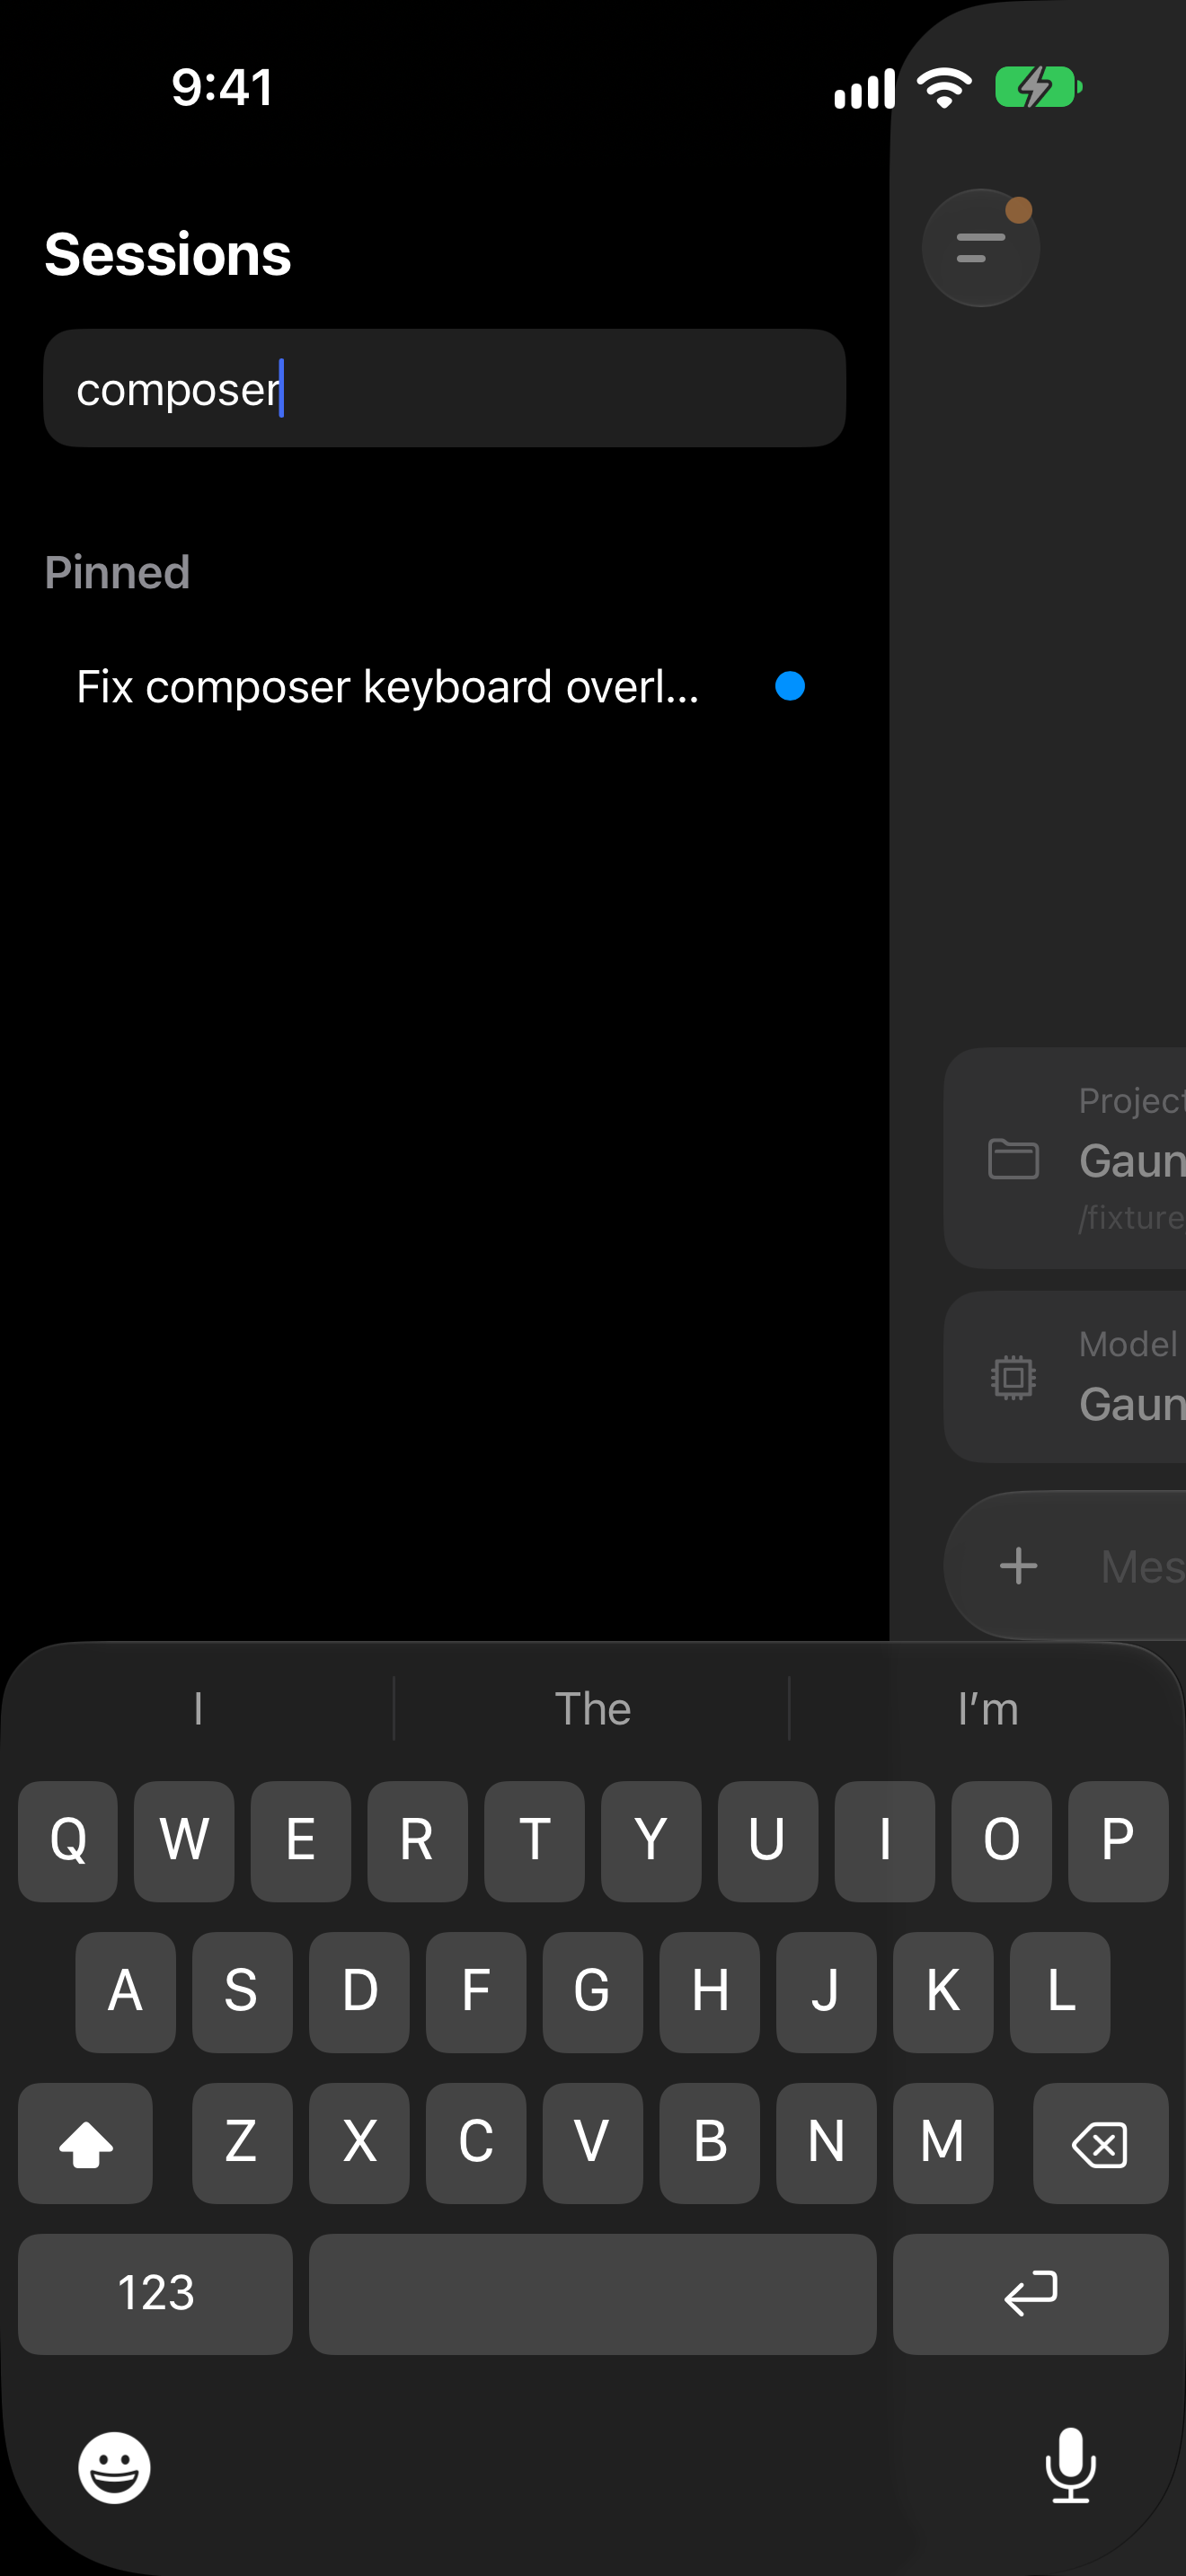 9:41
Sessions
composer
Pinned
Fix composer keyboard overl...
Project
Gaun
/fixture
Model
Gaun
Mes
I The I'm
Q W E R T Y U I O P
A S D F G H J K L
Z X C V B N M
123